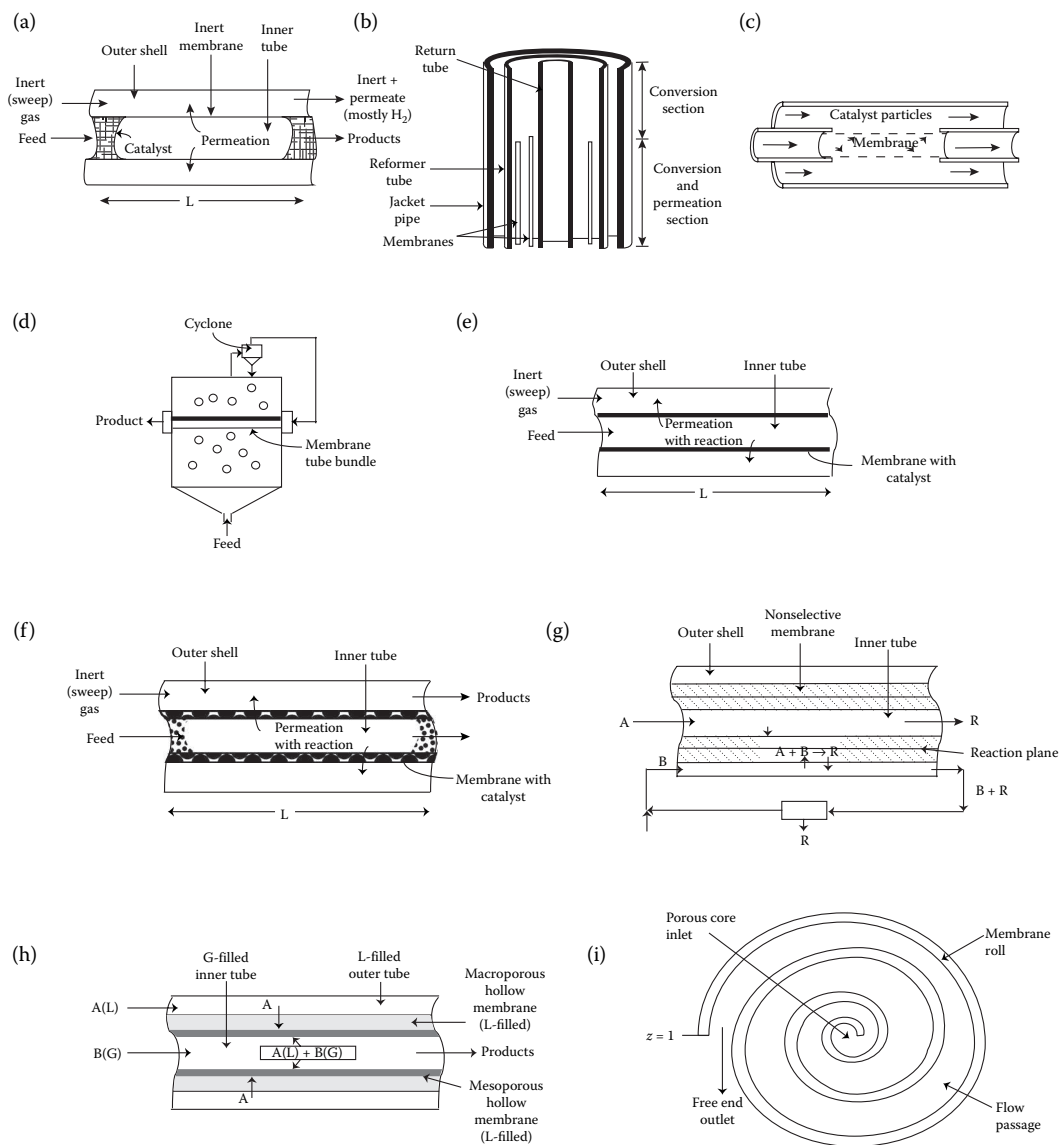 (a)
Outer shell
Inert
membrane
Inner
tube
Inert
(sweep)
gas
Inert +
permeate
(mostly H₂)
Feed
Catalyst
Permeation
Products
L
(b)
Return
tube
Reformer
tube
Jacket
pipe
Membranes
Conversion
section
Conversion
and
permeation
section
(c)
Catalyst particles
Membrane
(d)
Cyclone
Product
Membrane
tube bundle
Feed
(e)
Inert
(sweep)
gas
Outer shell
Inner tube
Feed
Permeation
with reaction
Membrane with
catalyst
L
(f)
Outer shell
Inner tube
Inert
(sweep)
gas
Products
Feed
Permeation
with reaction
Membrane with
catalyst
L
(g)
Outer shell
Nonselective
membrane
Inner tube
A
R
Reaction plane
A + B → R
B
B + R
R
(h)
G-filled
inner tube
L-filled
outer tube
Macroporous
hollow
membrane
(L-filled)
A(L)
A
B(G)
A(L) + B(G)
Products
A
Mesoporous
hollow
membrane
(L-filled)
(i)
Porous core
inlet
Membrane
roll
z = 1
Free end
outlet
Flow
passage